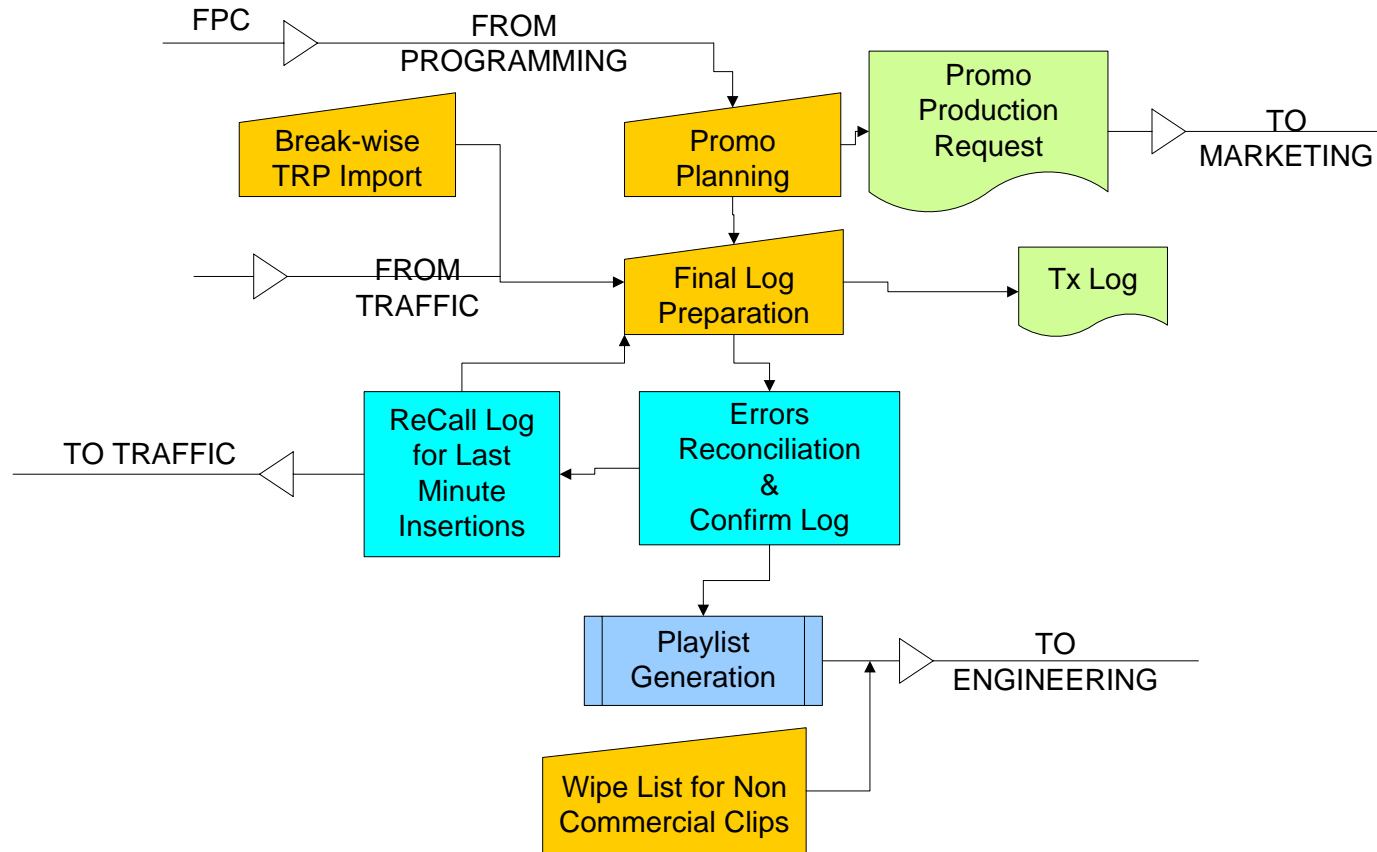 FPC
FROM
PROGRAMMING
Break-wise
TRP Import
Promo
Planning
Promo
Production
Request
TO
MARKETING
FROM
TRAFFIC
Final Log
Preparation
Tx Log
TO TRAFFIC
ReCall Log
for Last
Minute
Insertions
Errors
Reconciliation
&
Confirm Log
Playlist
Generation
TO
ENGINEERING
Wipe List for Non
Commercial Clips